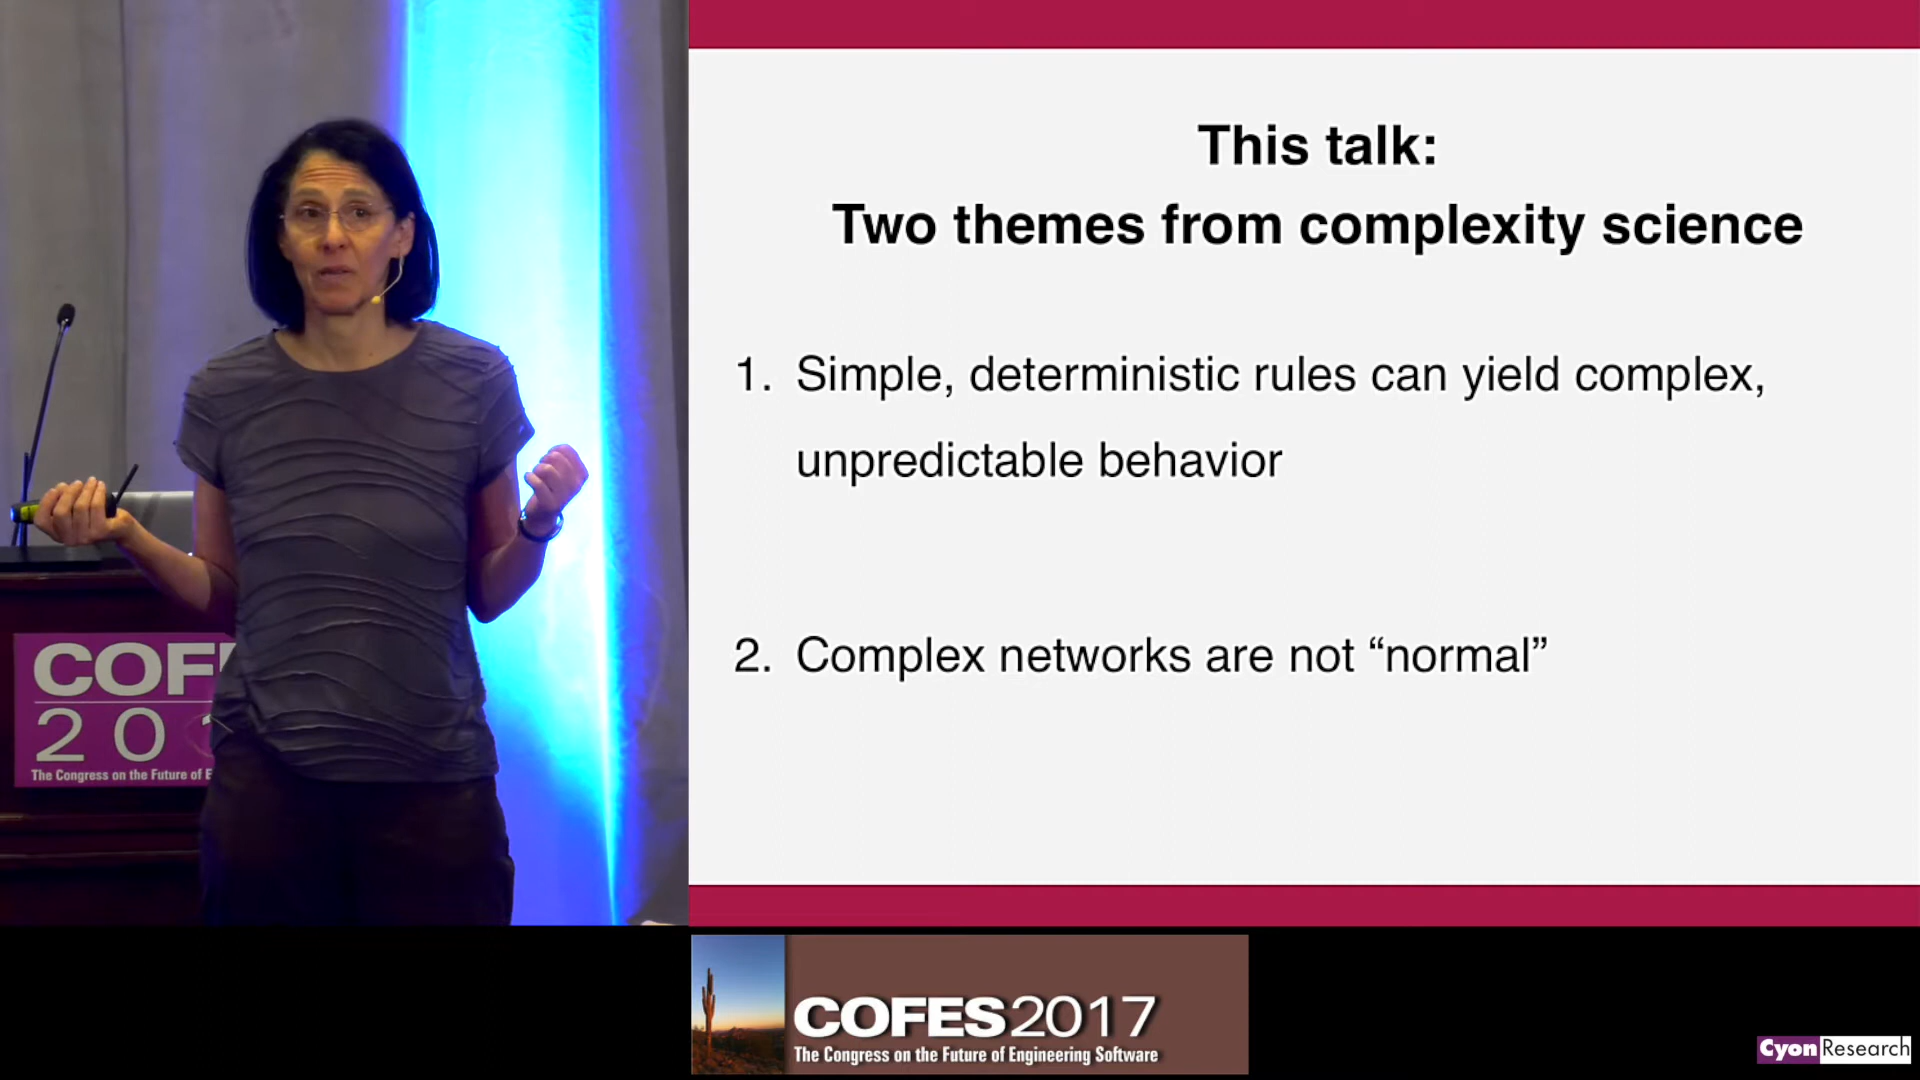 This talk:
Two themes from complexity science
1. Simple, deterministic rules can yield complex,
unpredictable behavior
2. Complex networks are not “normal”
COF
20
The Congress on the Future of E
COFES2017
The Congress on the Future of Engineering Software
CyonResearch